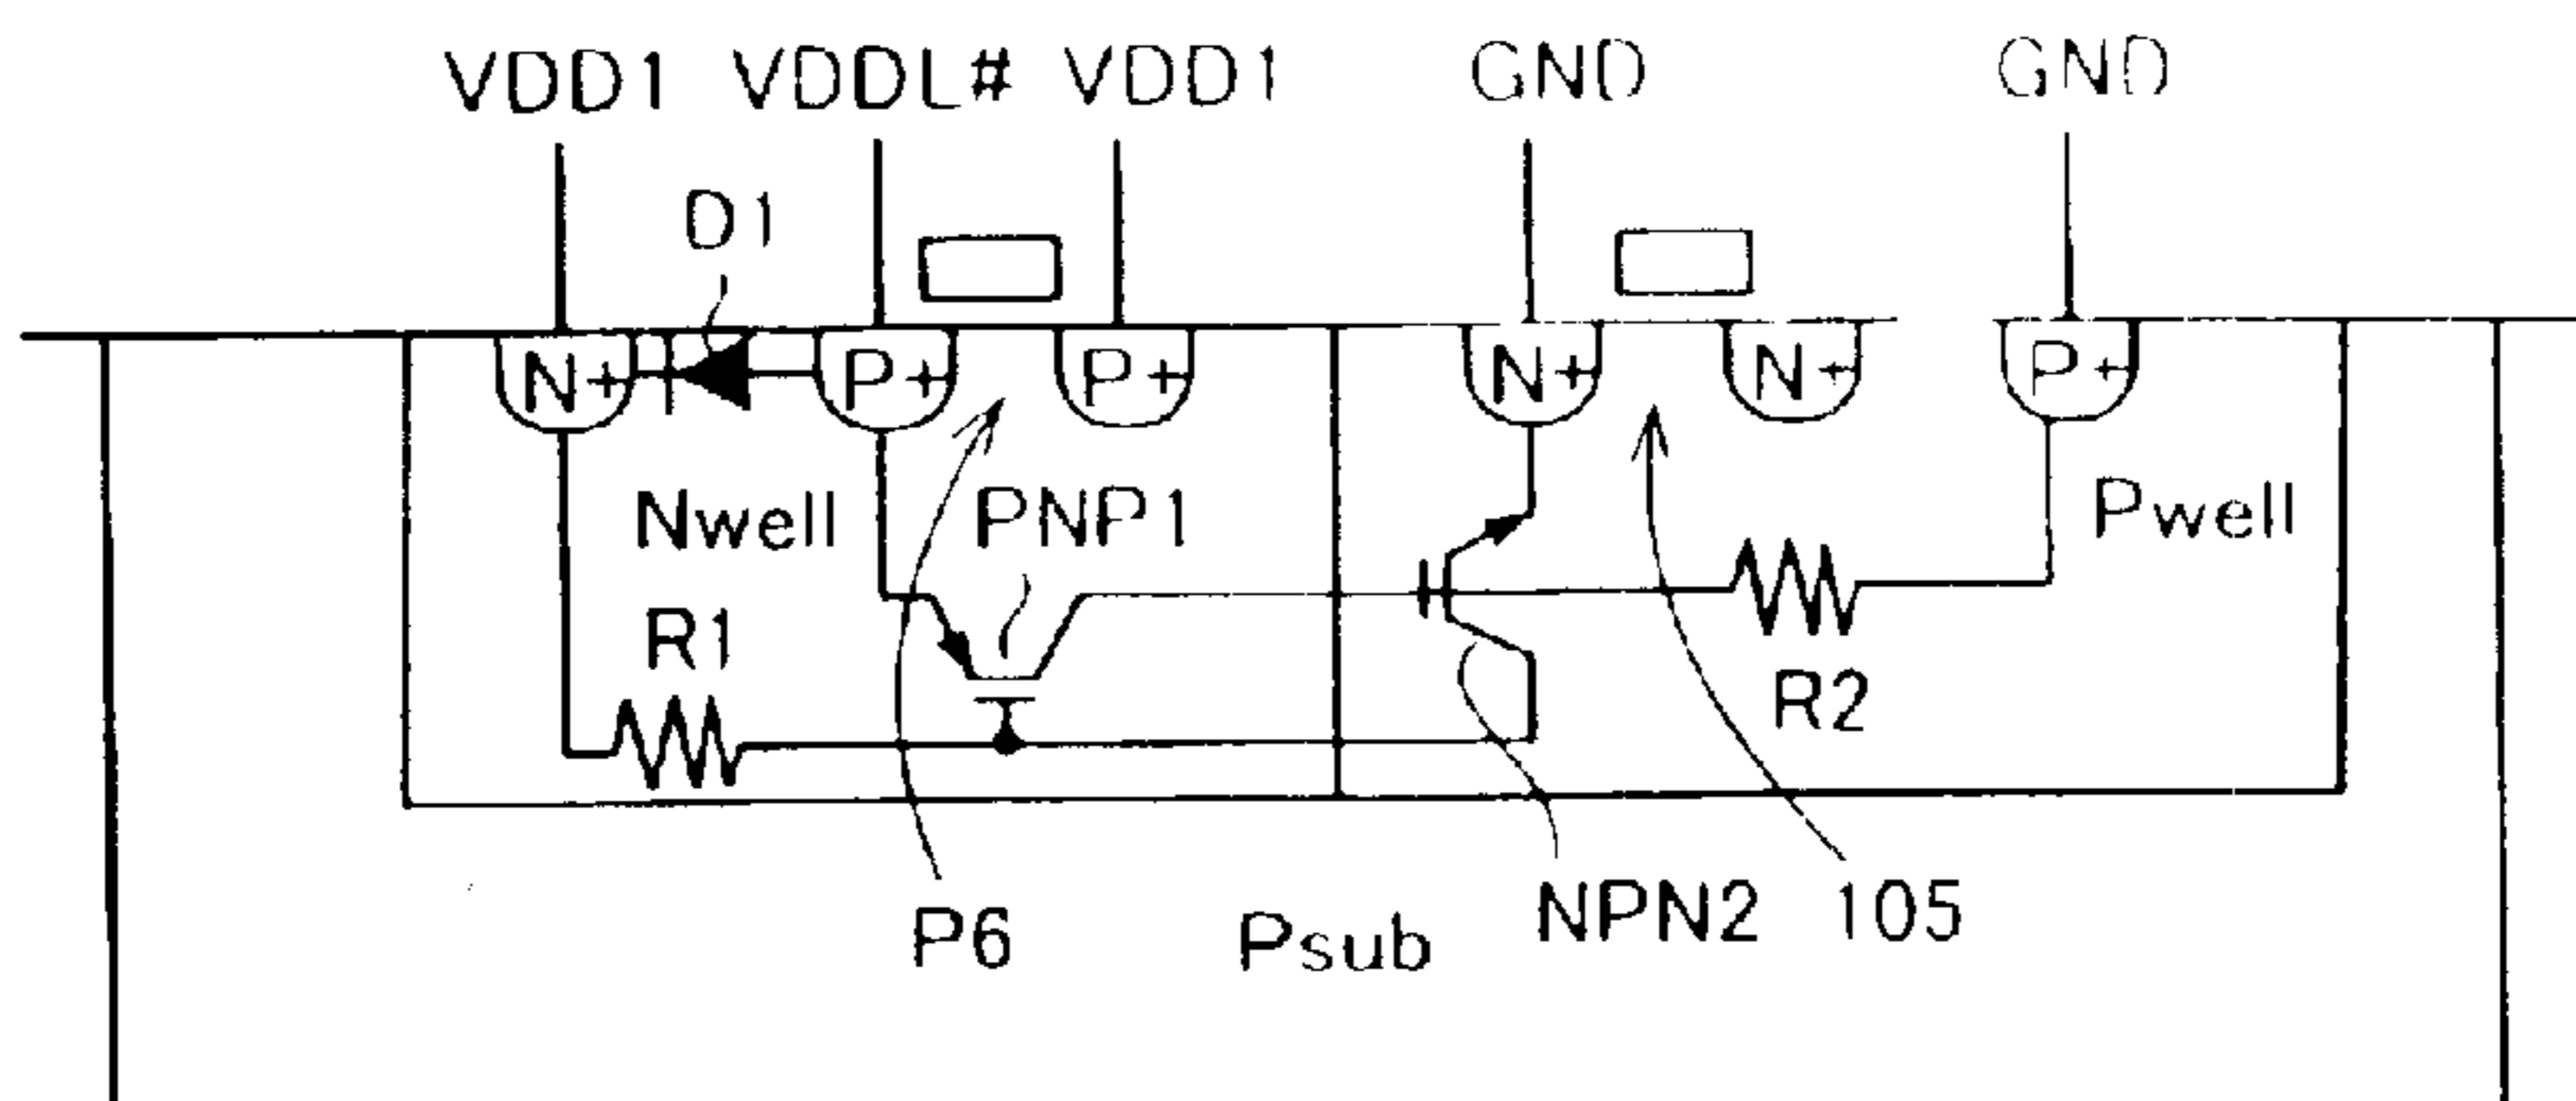 VDD1 VDDL# VDD1 GND GND
D1
N+ P+ P+ N+ N+ P+
Nwell PNP1 Pwell
R1 R2
P6 Psub NPN2 105